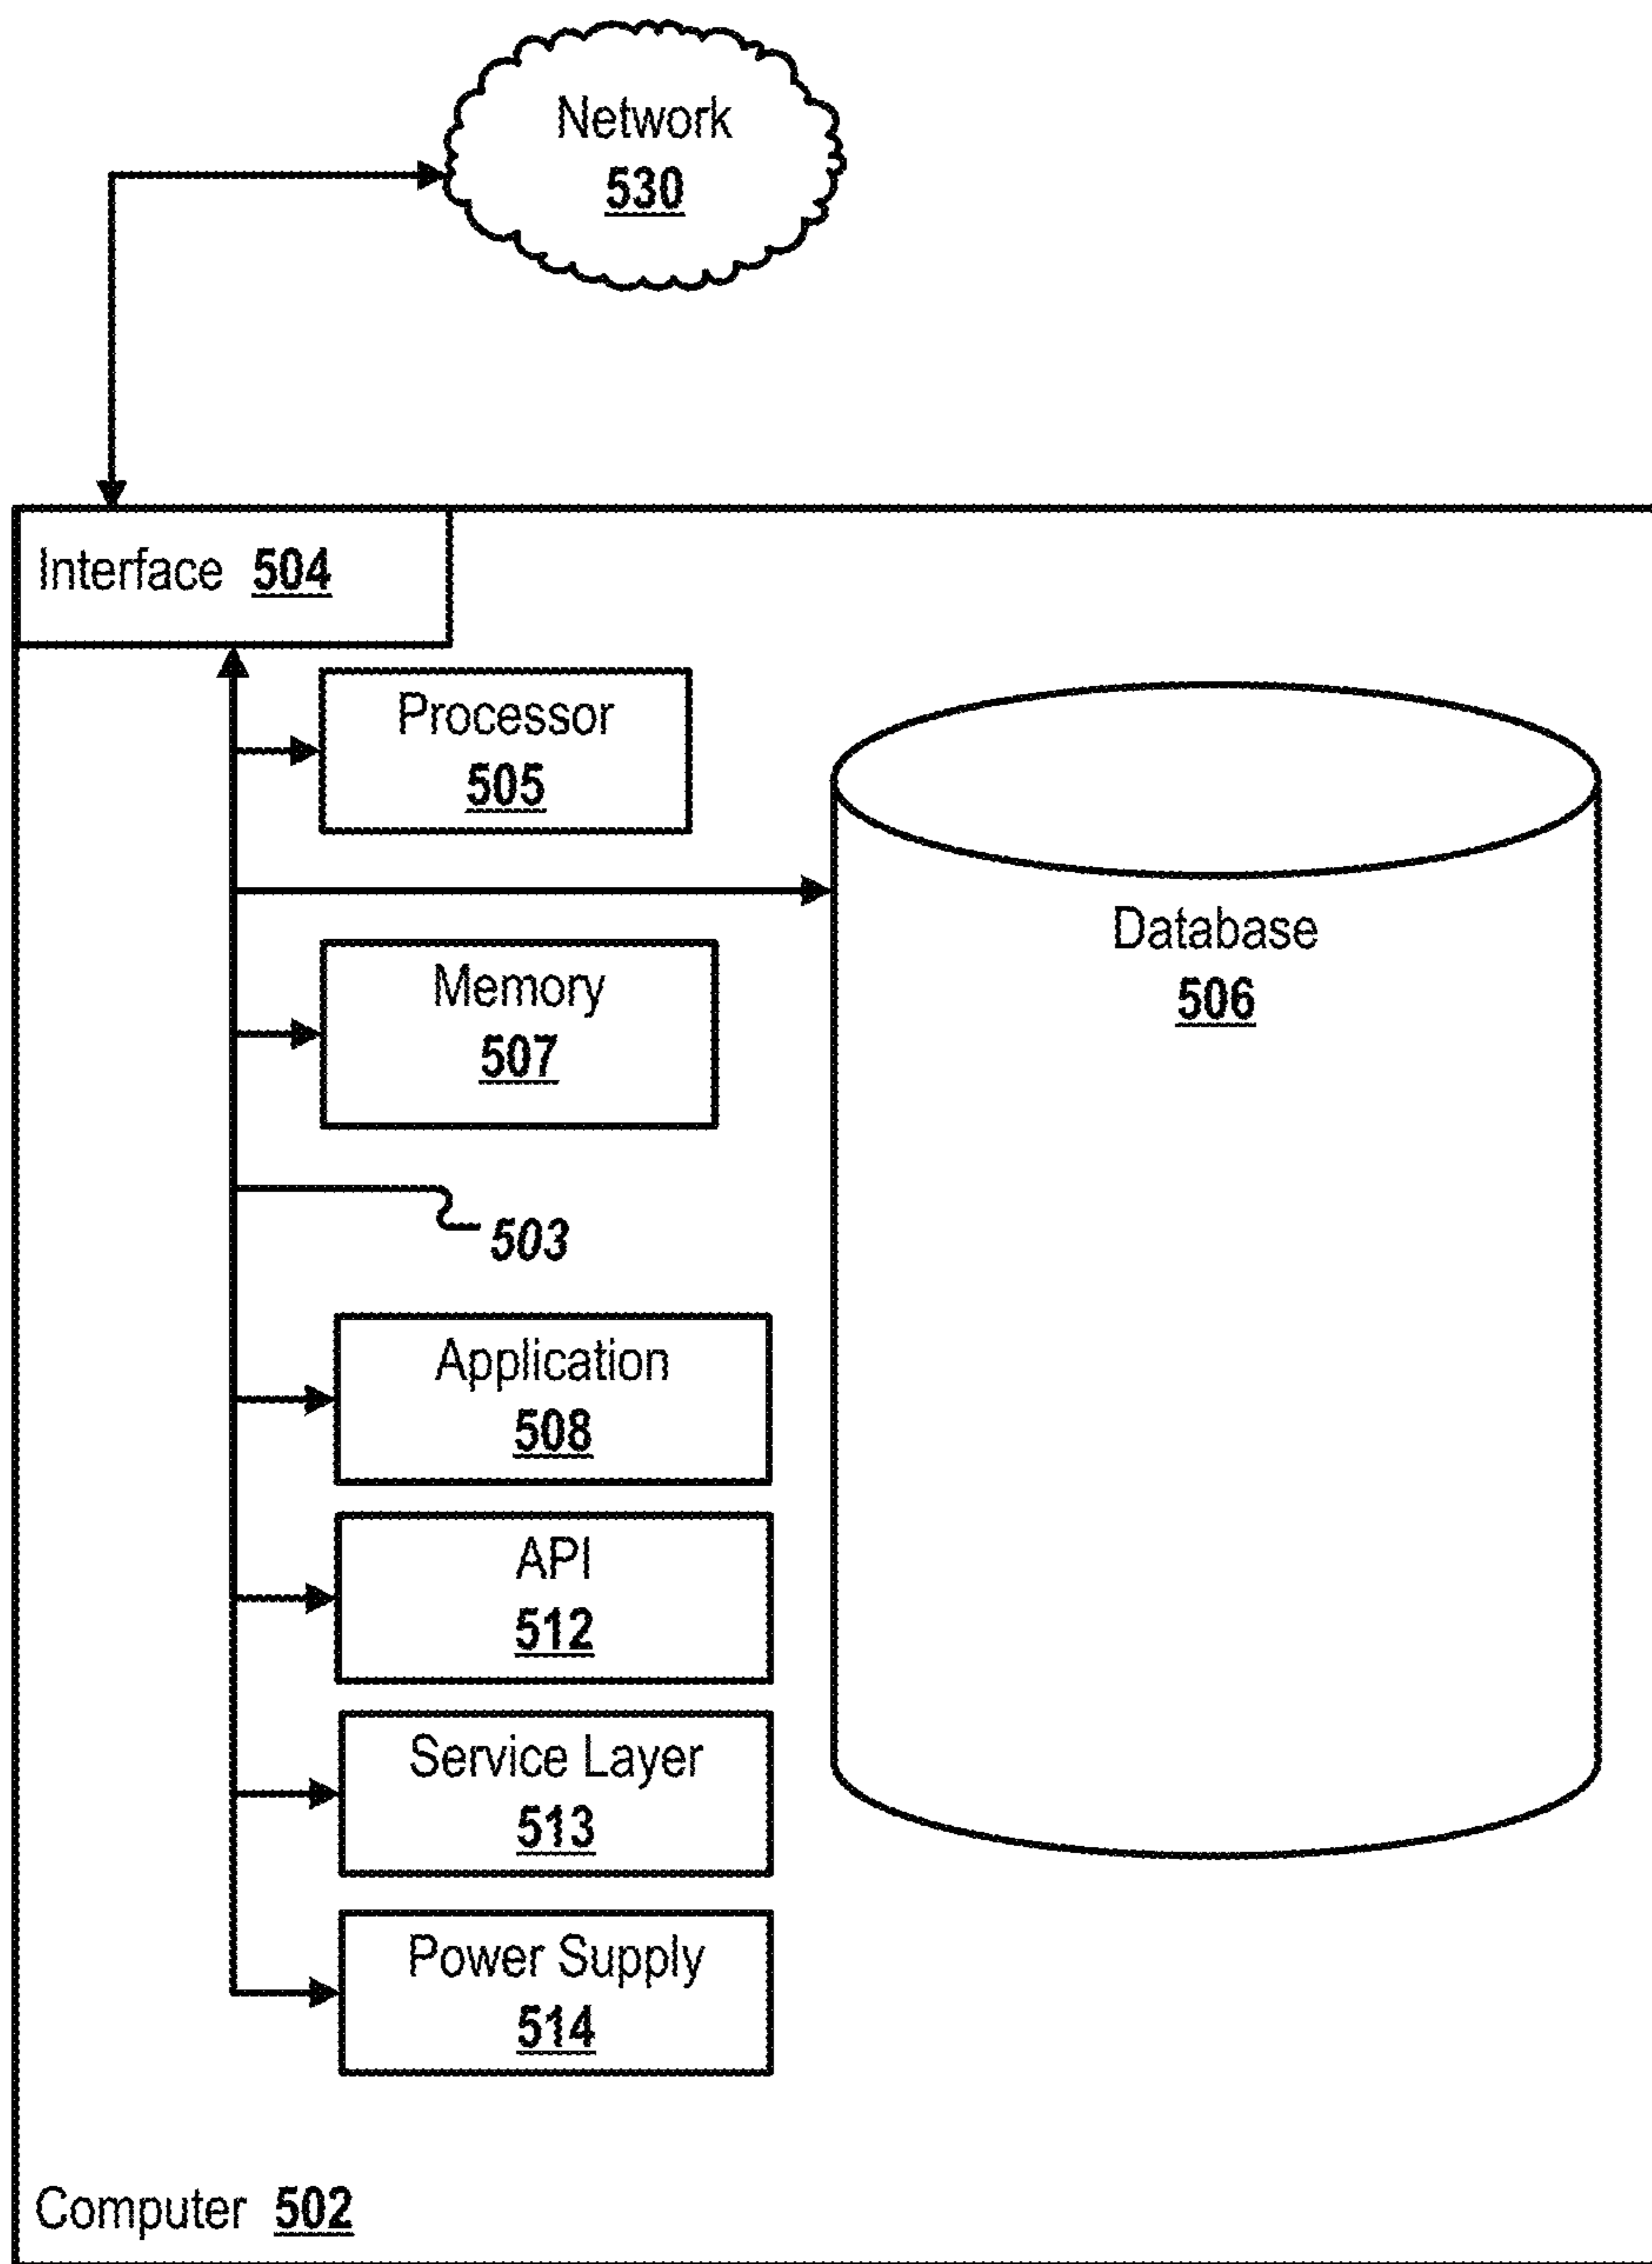 Network
530
Interface 504
Processor
505
Database
506
Memory
507
503
Application
508
API
512
Service Layer
513
Power Supply
514
Computer 502